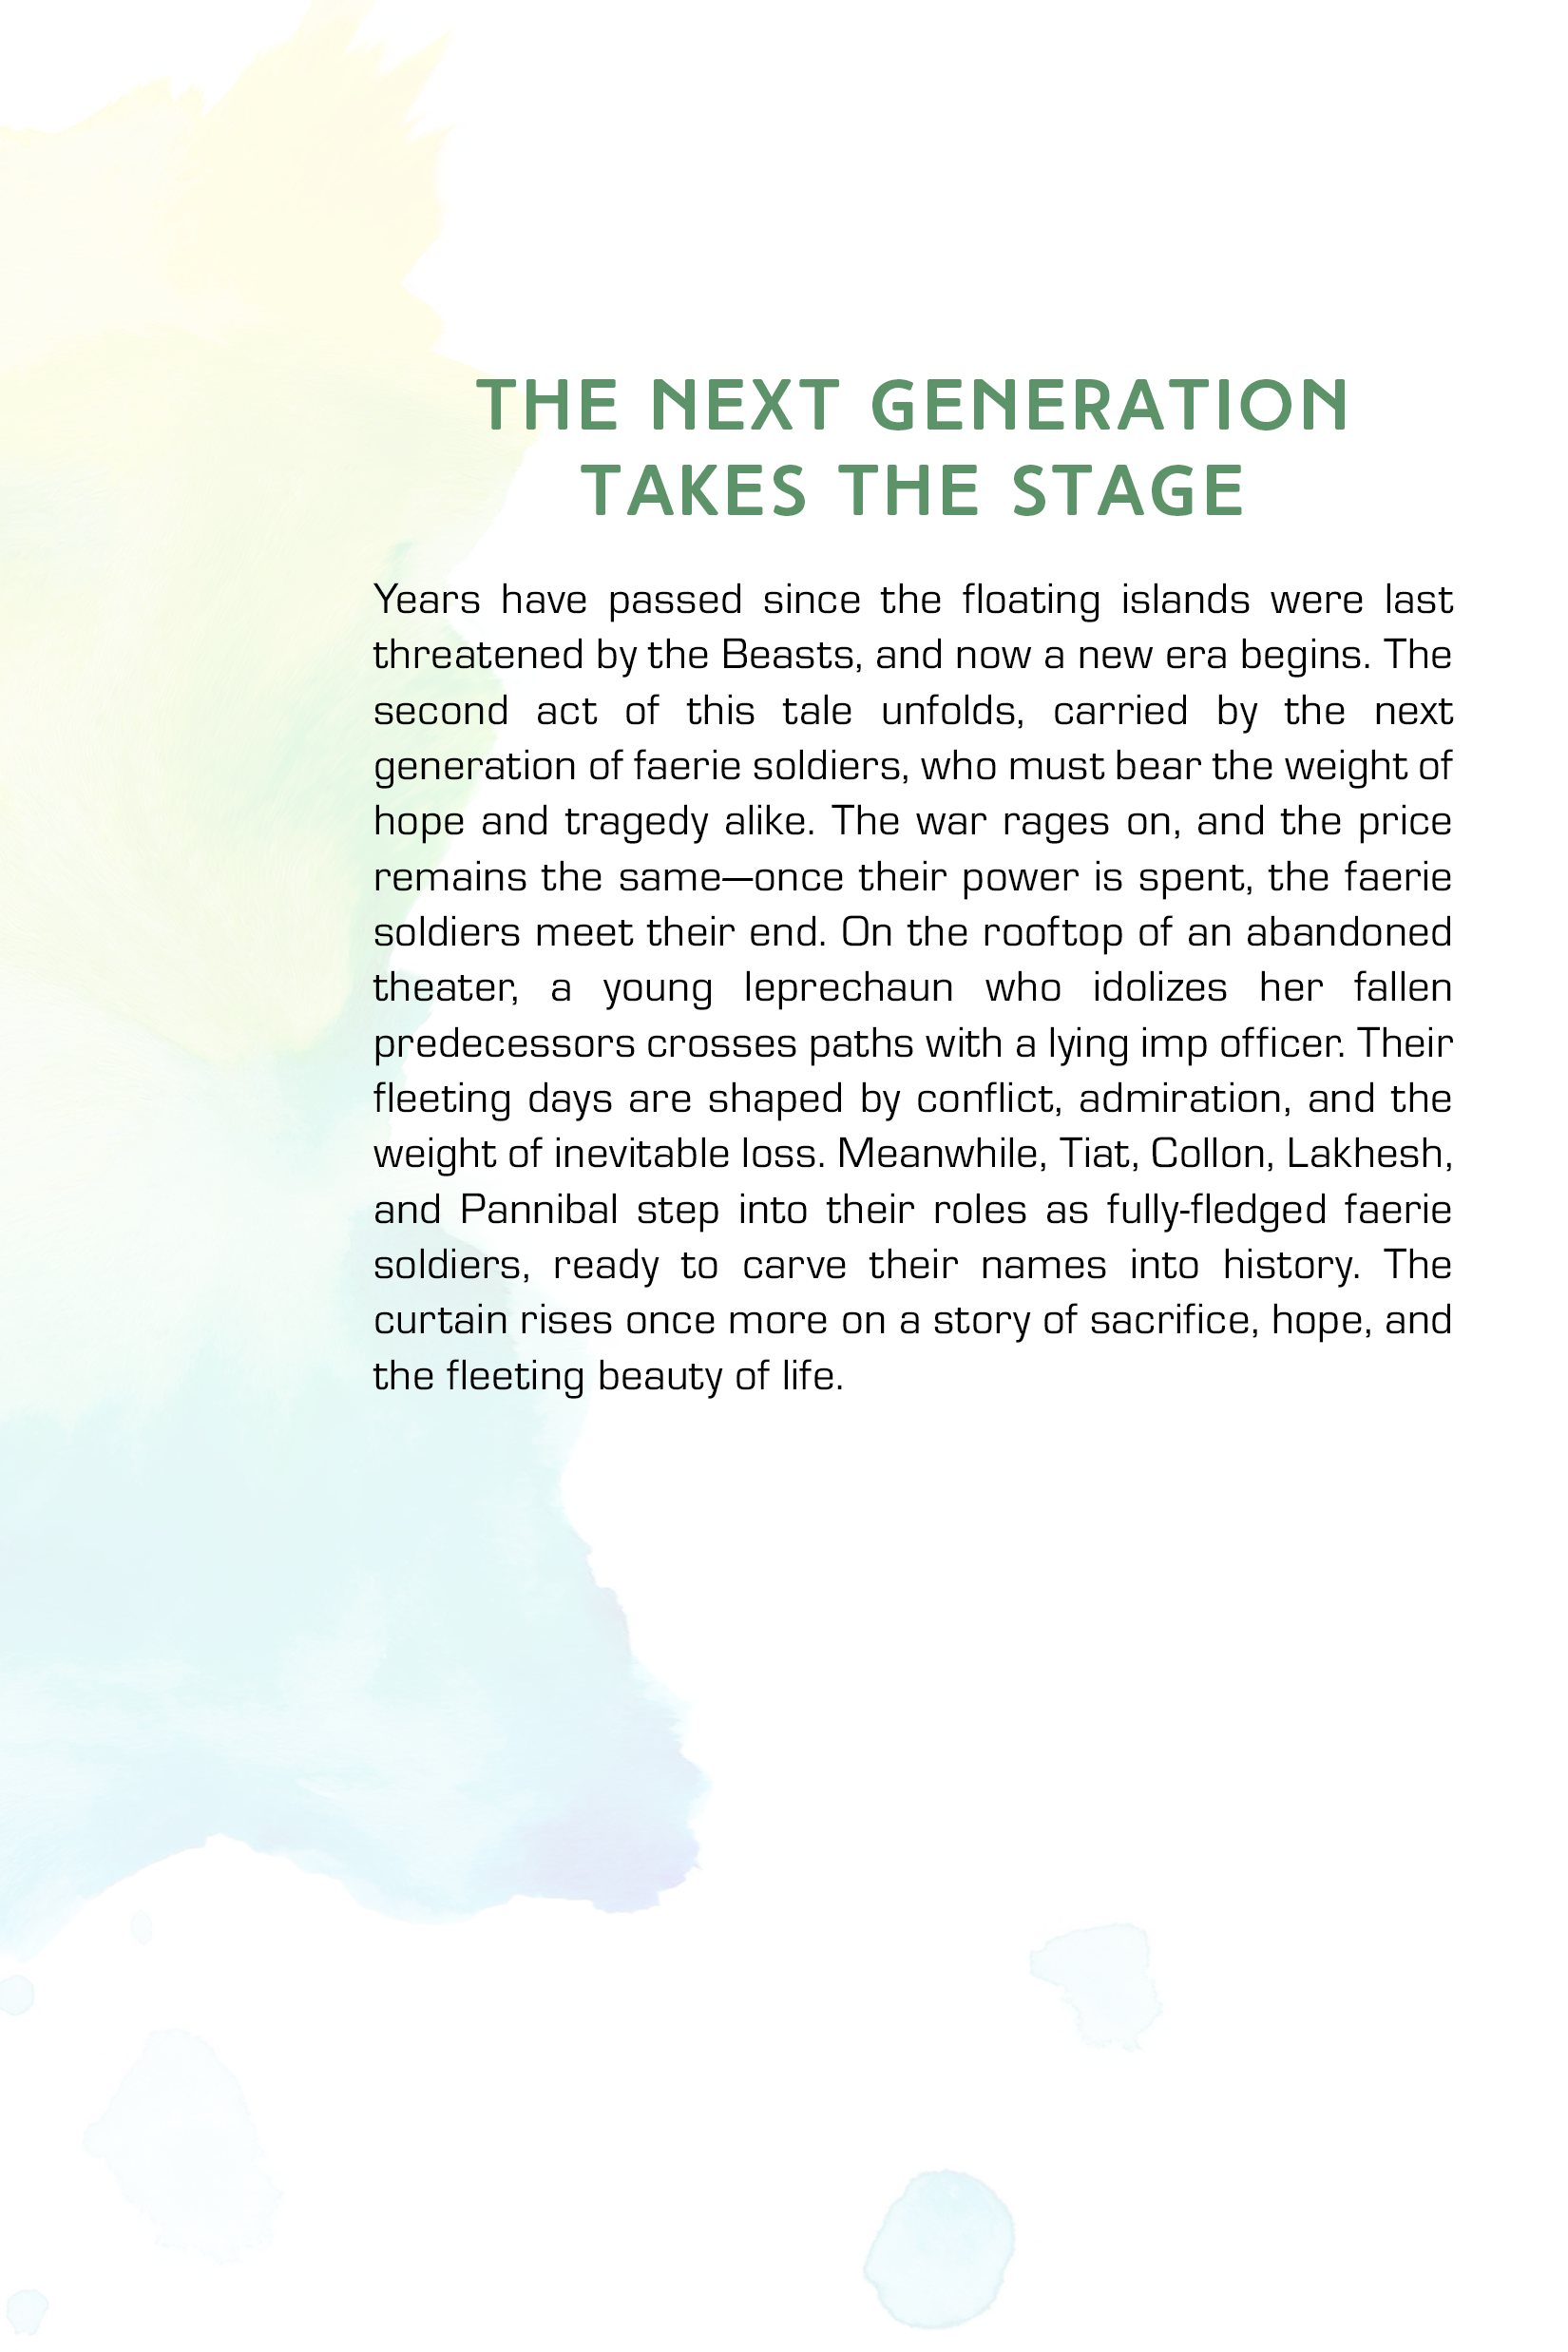 THE NEXT GENERATION
TAKES THE STAGE
Years have passed since the floating islands were last
threatened by the Beasts, and now a new era begins. The
second act of this tale unfolds, carried by the next
generation of faerie soldiers, who must bear the weight of
hope and tragedy alike. The war rages on, and the price
remains the same—once their power is spent, the faerie
soldiers meet their end. On the rooftop of an abandoned
theater, a young leprechaun who idolizes her fallen
predecessors crosses paths with a lying imp officer. Their
fleeting days are shaped by conflict, admiration, and the
weight of inevitable loss. Meanwhile, Tiat, Collon, Lakhesh,
and Pannibal step into their roles as fully-fledged faerie
soldiers, ready to carve their names into history. The
curtain rises once more on a story of sacrifice, hope, and
the fleeting beauty of life.